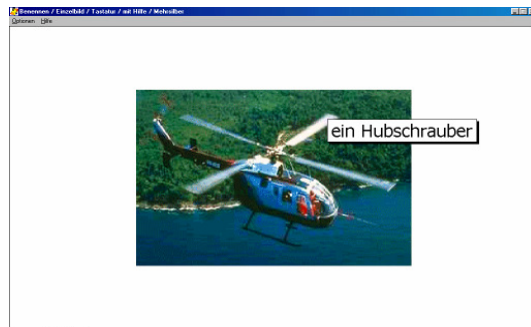 Benennen / Einzelbild / Tastatur / mit Hilfe / Mehrsilber
Optionen Hilfe
ein Hubschrauber